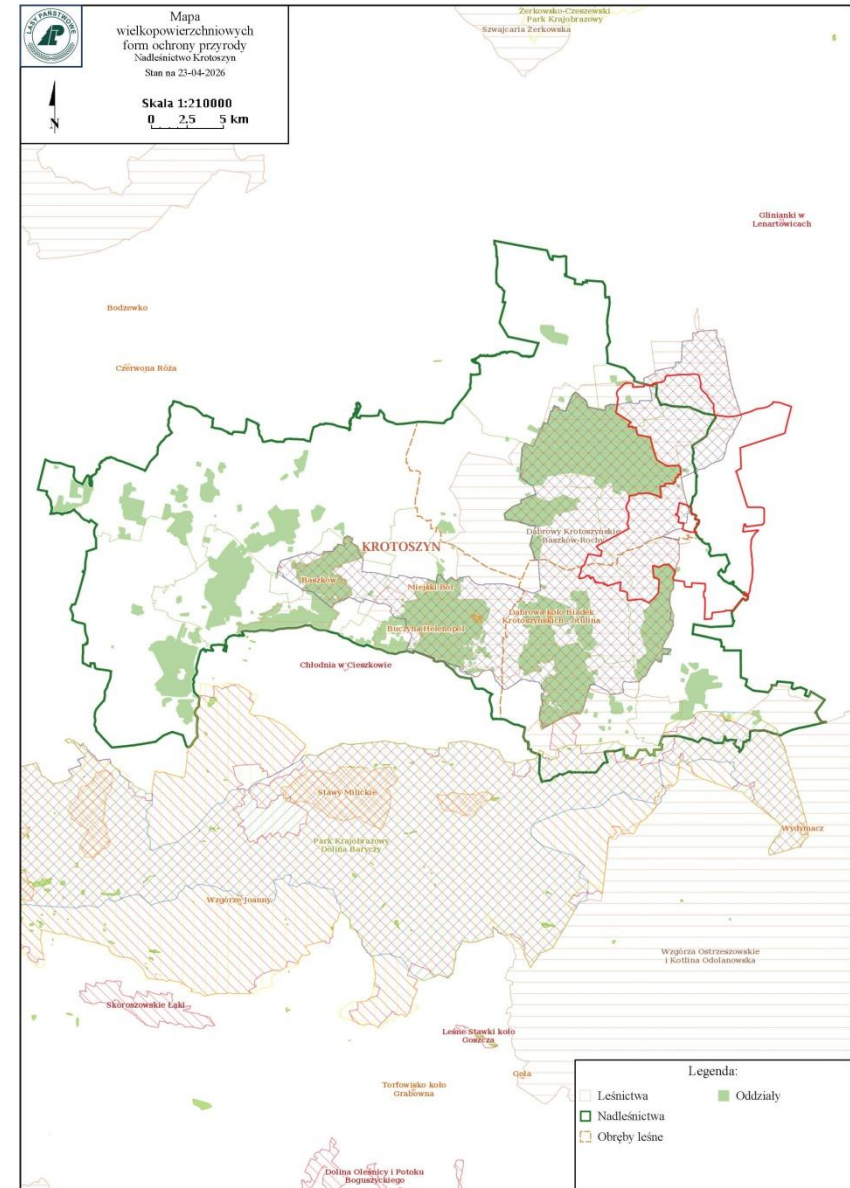 LASY PAŃSTWOWE
Mapa
wielkopowierzchniowych
form ochrony przyrody
Nadleśnictwo Krotoszyn
Stan na 23-04-2026
Skala 1:210000
0 2.5 5 km
N
Żerkowsko-Czeszewski
Park Krajobrazowy
Szwajcaria Żerkowska
Glinianki w
Lenartowicach
Bodzewko
Czerwona Róża
Dąbrowy Krotoszyńskie
Baszków-Rochy
KROTOSZYN
Baszków
Miejski Bór
Dąbrowa koło Biadek
Krotoszyńskich - otulina
Buczyna Helenopol
Chłodnia w Cieszkowie
Stawy Milickie
Wydymacz
Park Krajobrazowy
Dolina Baryczy
Wzgórze Joanny
Wzgórza Ostrzeszowskie
i Kotlina Odolanowska
Skoroszowskie Łąki
Leśne Stawki koło
Goszcza
Gola
Torfowisko koło
Grabowna
Dolina Oleśnicy i Potoku
Boguszyckiego
Legenda:
Leśnictwa
Oddziały
Nadleśnictwa
Obręby leśne